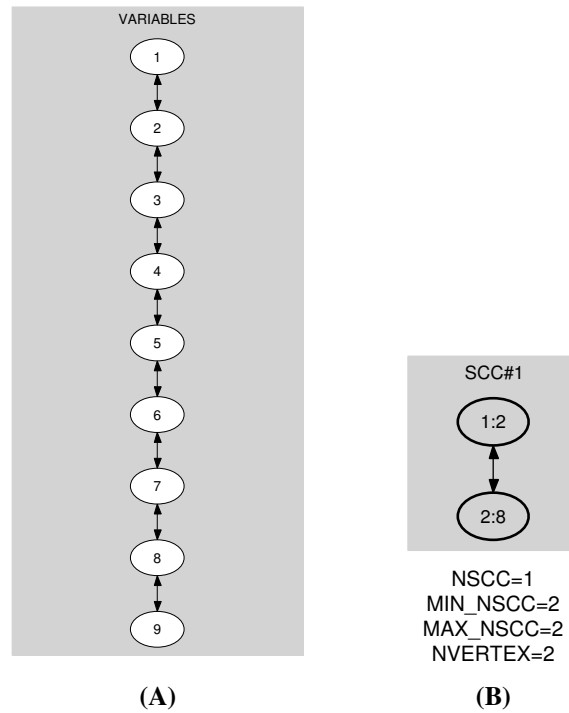 VARIABLES
1
2
3
4
5
6
7
8
9
(A)
SCC#1
1:2
2:8
NSCC=1
MIN_NSCC=2
MAX_NSCC=2
NVERTEX=2
(B)